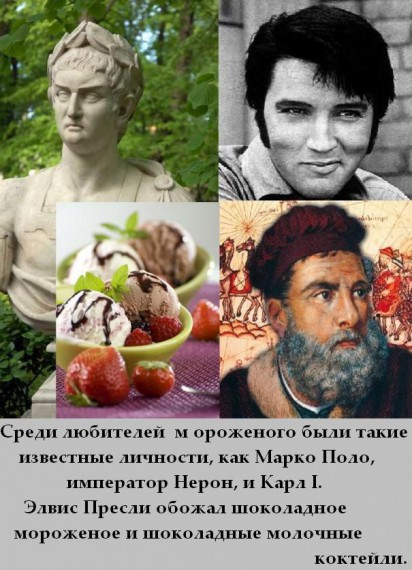 Среди любителей м ороженого были такие
известные личности, как Марко Поло,
император Нерон, и Карл I.
Элвис Пресли обожал шоколадное
мороженое и шоколадные молочные
коктейли.